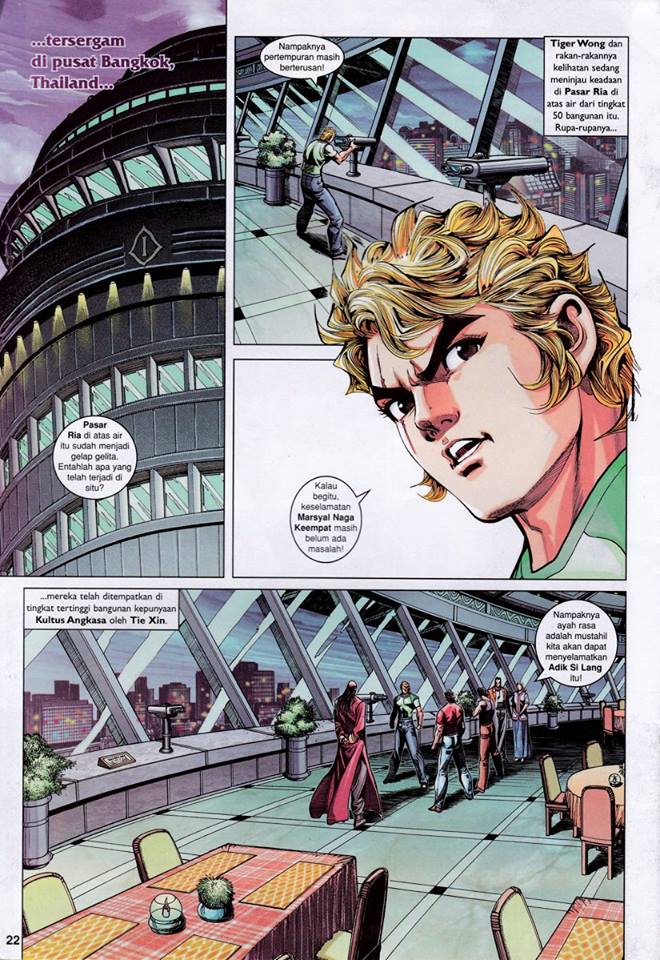 ...tersergam
di pusat Bangkok,
Thailand...
Pasar
Ria di atas air
itu sudah menjadi
gelap gelita.
Entahlah apa yang
telah terjadi di
situ?
Nampaknya
pertempuran masih
berterusan!
Tiger Wong dan
rakan-rakannya
kelihatan sedang
meninjau keadaan
di Pasar Ria di
atas air dari tingkat
50 bangunan itu.
Rupa-rupanya...
Kalau
begitu,
keselamatan
Marsyal Naga
Keempat masih
belum ada
masalah!
...mereka telah ditempatkan di
tingkat tertinggi bangunan kepunyaan
Kultus Angkasa oleh Tie Xin.
Nampaknya
ayah rasa
adalah mustahil
kita akan dapat
menyelamatkan
Adik Si Lang
itu!
22